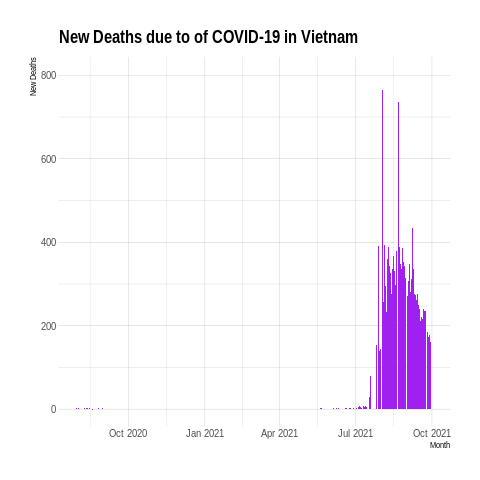 New Deaths due to of COVID-19 in Vietnam
New Deaths
800
600
400
200
0
Oct 2020 Jan 2021 Apr 2021 Jul 2021 Oct 2021
Month